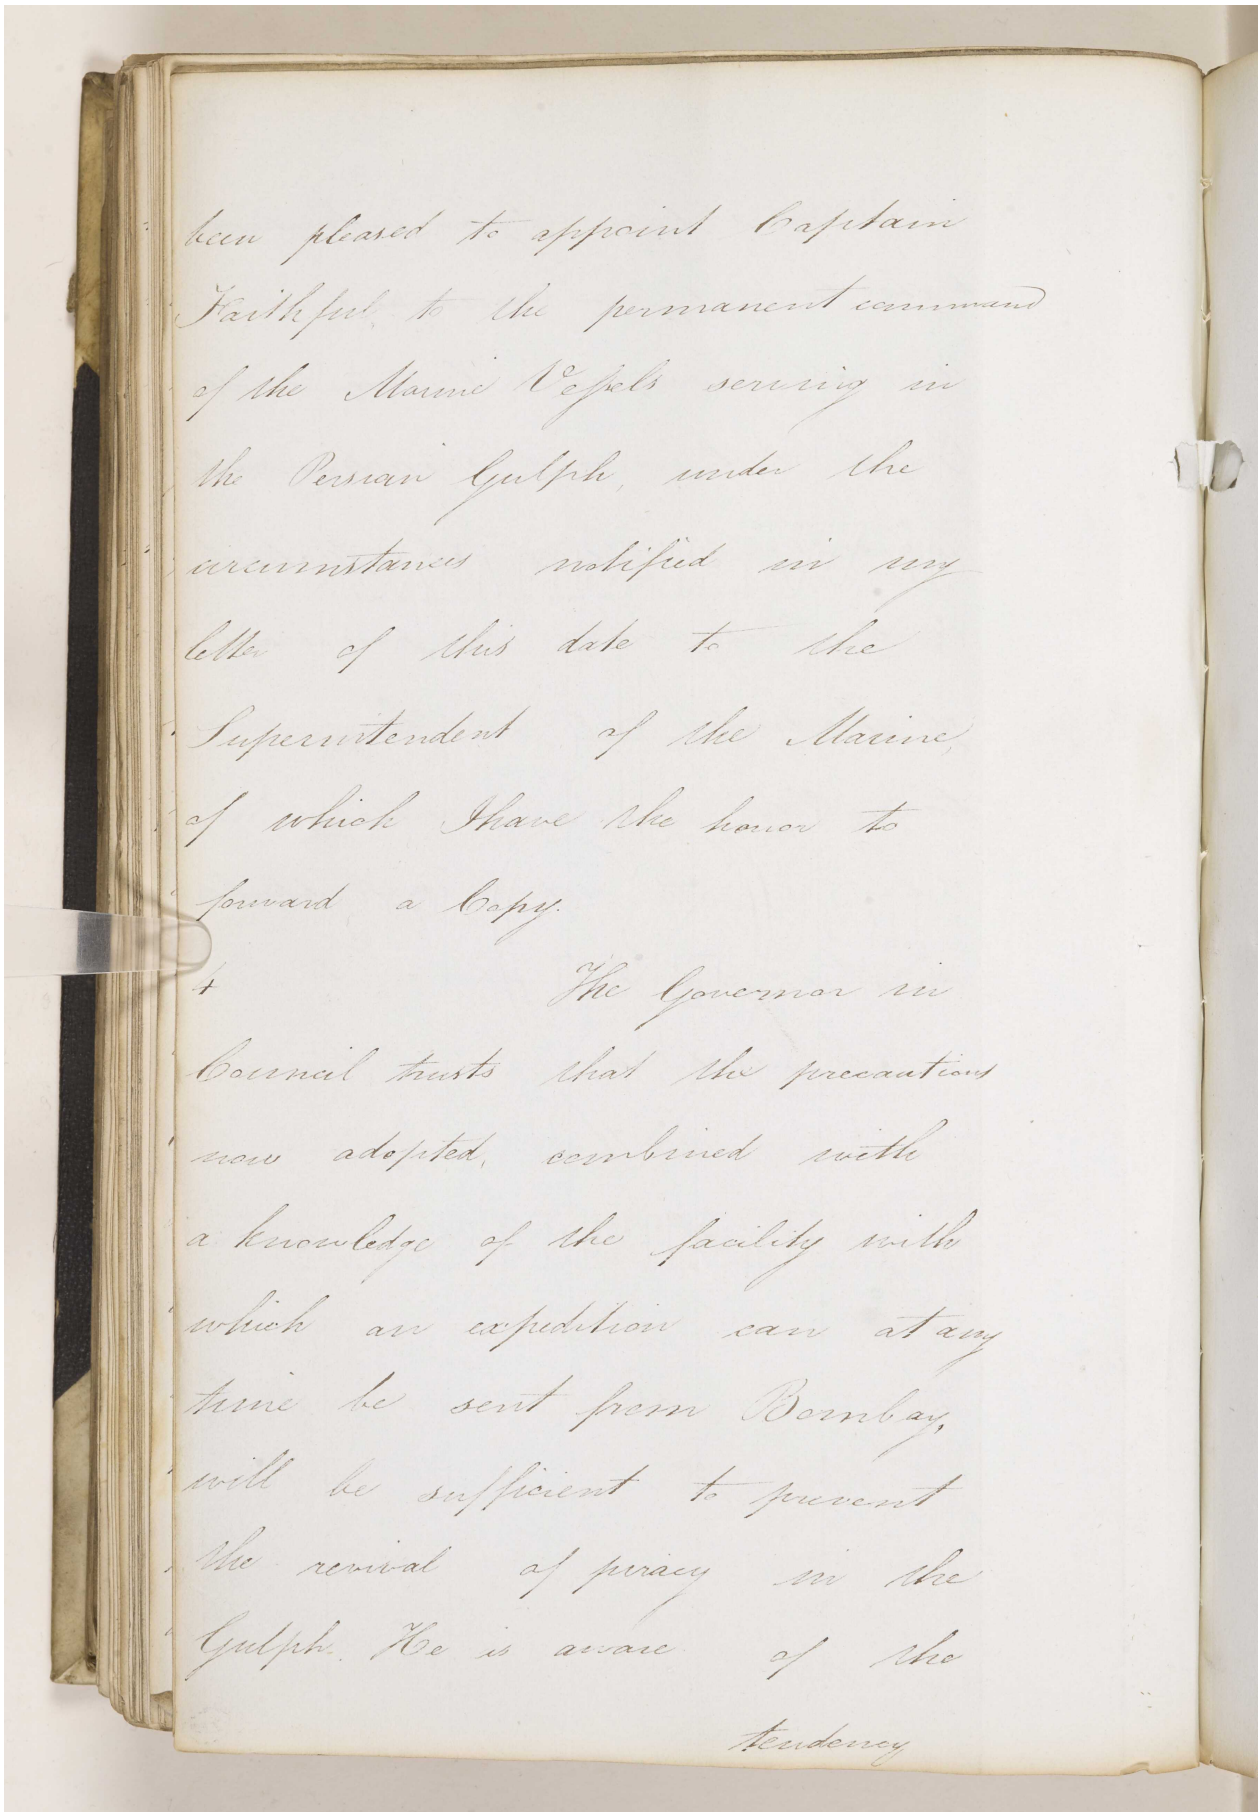 been pleased to appoint Captain
Faithful, to the permanent command
of the Marine Vessels serving in
the Persian Gulph, under the
circumstances notified in my
letter of this date to the
Superintendent of the Marine,
of which I have the honor to
forward a Copy.
4 The Governor in
Council trusts that the precautions
now adopted, combined with
a knowledge of the facility with
which an expedition can at any
time be sent from Bombay,
will be sufficient to prevent
the revival of piracy in the
Gulph. He is aware of the
tendency